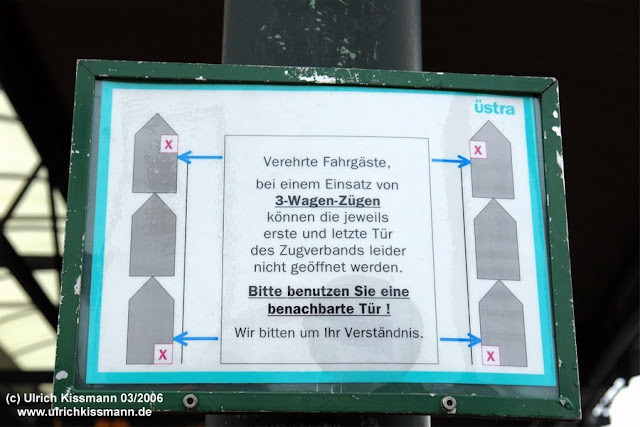 üstra
X
X
Verehrte Fahrgäste,
bei einem Einsatz von
3-Wagen-Zügen
können die jeweils
erste und letzte Tür
des Zugverbands leider
nicht geöffnet werden.
Bitte benutzen Sie eine
benachbarte Tür !
Wir bitten um Ihr Verständnis.
X
X
(c) Ulrich Kissmann 03/2006
www.ulrichkissmann.de